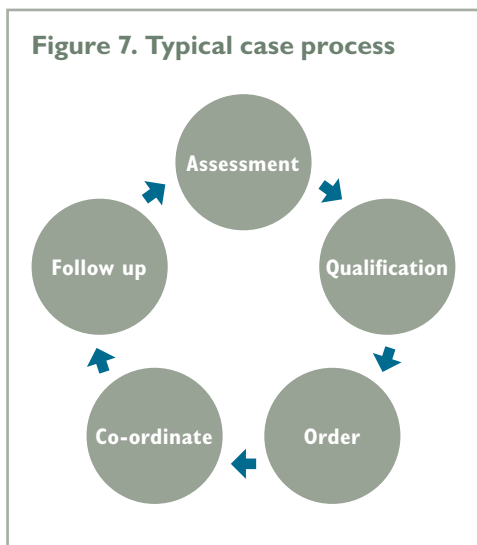 Figure 7. Typical case process
Assessment
Qualification
Order
Co-ordinate
Follow up